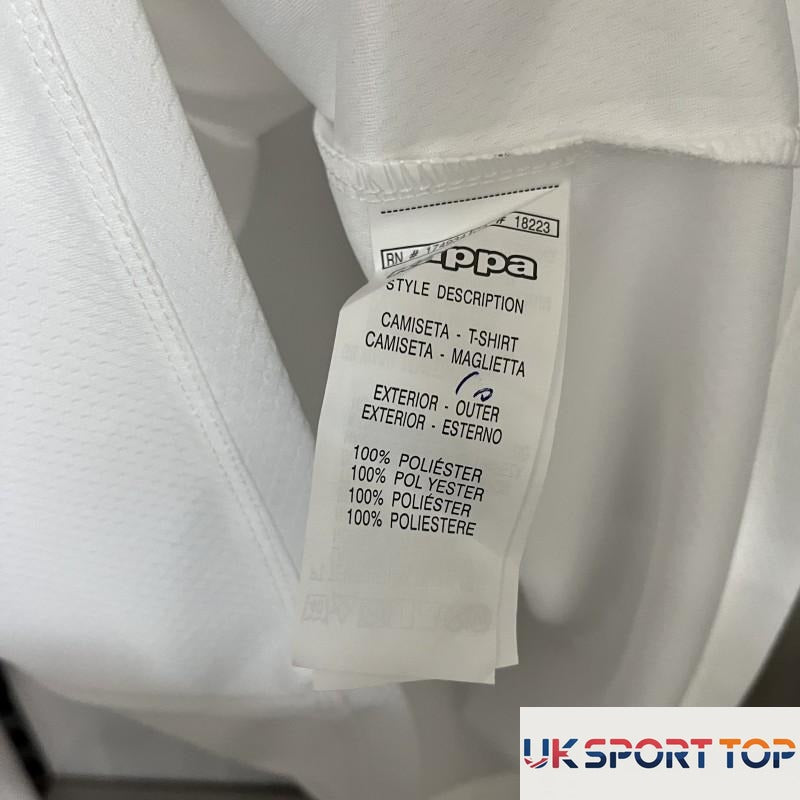 RN #
# 18223
STYLE DESCRIPTION
CAMISETA - T-SHIRT
CAMISETA - MAGLIETTA
EXTERIOR - OUTER
EXTERIOR - ESTERNO
100% POLIÉSTER
100% POLYESTER
100% POLIÉSTER
100% POLIESTERE
UK SPORT TOP